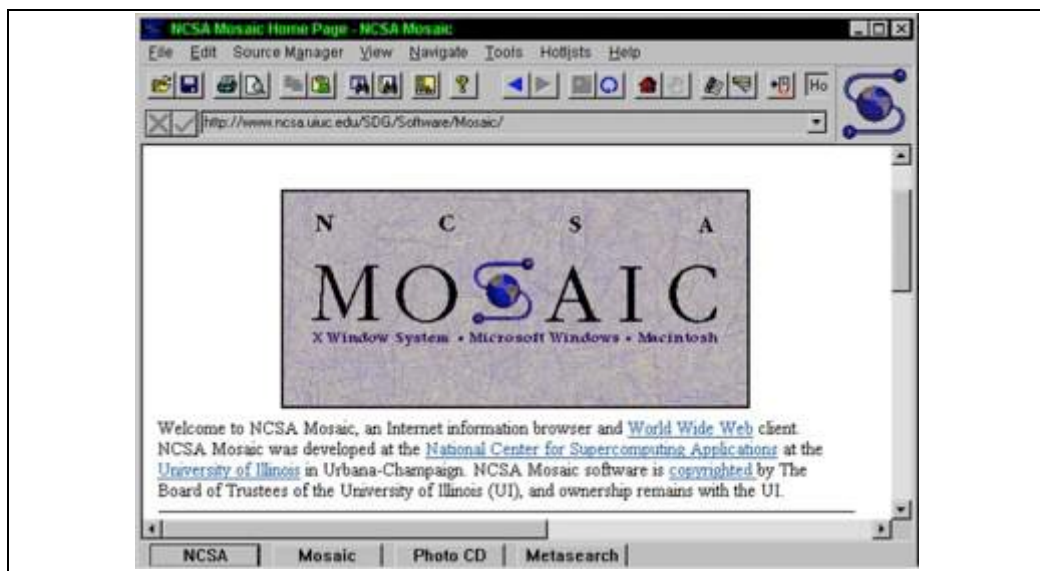 NCSA Mosaic Home Page - NCSA Mosaic
File Edit Source Manager View Navigate Tools Hotlists Help
Ho
http://www.ncsa.uiuc.edu/SDG/Software/Mosaic/
N C S A
MOSAIC
X Window System • Microsoft Windows • Macintosh
Welcome to NCSA Mosaic, an Internet information browser and World Wide Web client.
NCSA Mosaic was developed at the National Center for Supercomputing Applications at the
University of Illinois in Urbana-Champaign. NCSA Mosaic software is copyrighted by The
Board of Trustees of the University of Illinois (UI), and ownership remains with the UI.
NCSA Mosaic Photo CD Metasearch